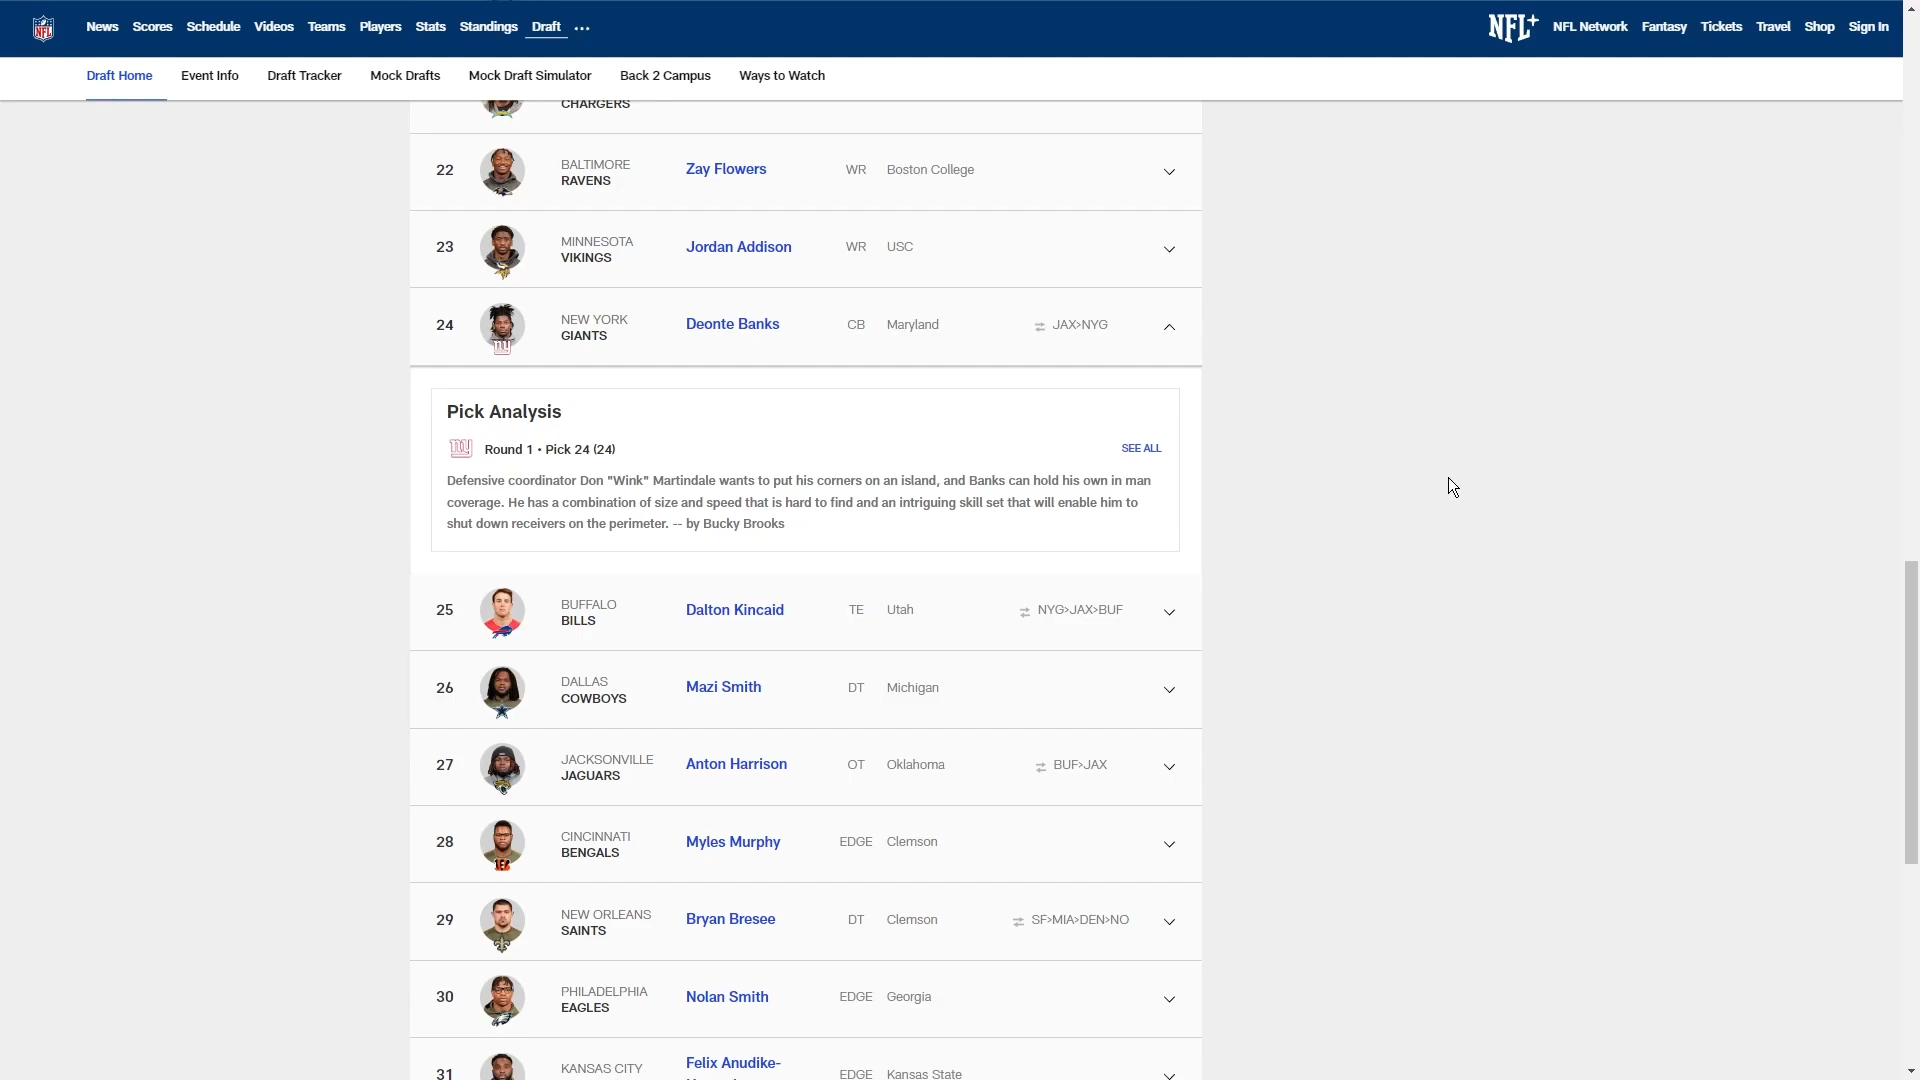 NFL News Scores Schedule Videos Teams Players Stats Standings Draft NFL+ NFL Network Fantasy Tickets Travel Shop Sign In
Draft Home Event Info Draft Tracker Mock Drafts Mock Draft Simulator Back 2 Campus Ways to Watch
CHARGERS
22 BALTIMORE RAVENS Zay Flowers WR Boston College
23 MINNESOTA VIKINGS Jordan Addison WR USC
24 NEW YORK GIANTS Deonte Banks CB Maryland JAX>NYG
Pick Analysis
Round 1 • Pick 24 (24) SEE ALL
Defensive coordinator Don "Wink" Martindale wants to put his corners on an island, and Banks can hold his own in man
coverage. He has a combination of size and speed that is hard to find and an intriguing skill set that will enable him to
shut down receivers on the perimeter. -- by Bucky Brooks
25 BUFFALO BILLS Dalton Kincaid TE Utah NYG>JAX>BUF
26 DALLAS COWBOYS Mazi Smith DT Michigan
27 JACKSONVILLE JAGUARS Anton Harrison OT Oklahoma BUF>JAX
28 CINCINNATI BENGALS Myles Murphy EDGE Clemson
29 NEW ORLEANS SAINTS Bryan Bresee DT Clemson SF>MIA>DEN>NO
30 PHILADELPHIA EAGLES Nolan Smith EDGE Georgia
31 KANSAS CITY Felix Anudike- EDGE Kansas State